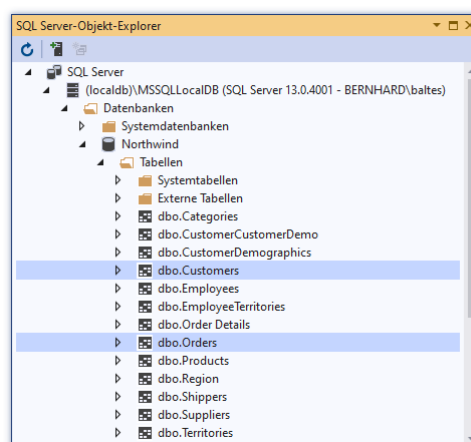 SQL Server-Objekt-Explorer
SQL Server
(localdb)\MSSQLLocalDB (SQL Server 13.0.4001 - BERNHARD\baltes)
Datenbanken
Systemdatenbanken
Northwind
Tabellen
Systemtabellen
Externe Tabellen
dbo.Categories
dbo.CustomerCustomerDemo
dbo.CustomerDemographics
dbo.Customers
dbo.Employees
dbo.EmployeeTerritories
dbo.Order Details
dbo.Orders
dbo.Products
dbo.Region
dbo.Shippers
dbo.Suppliers
dbo.Territories